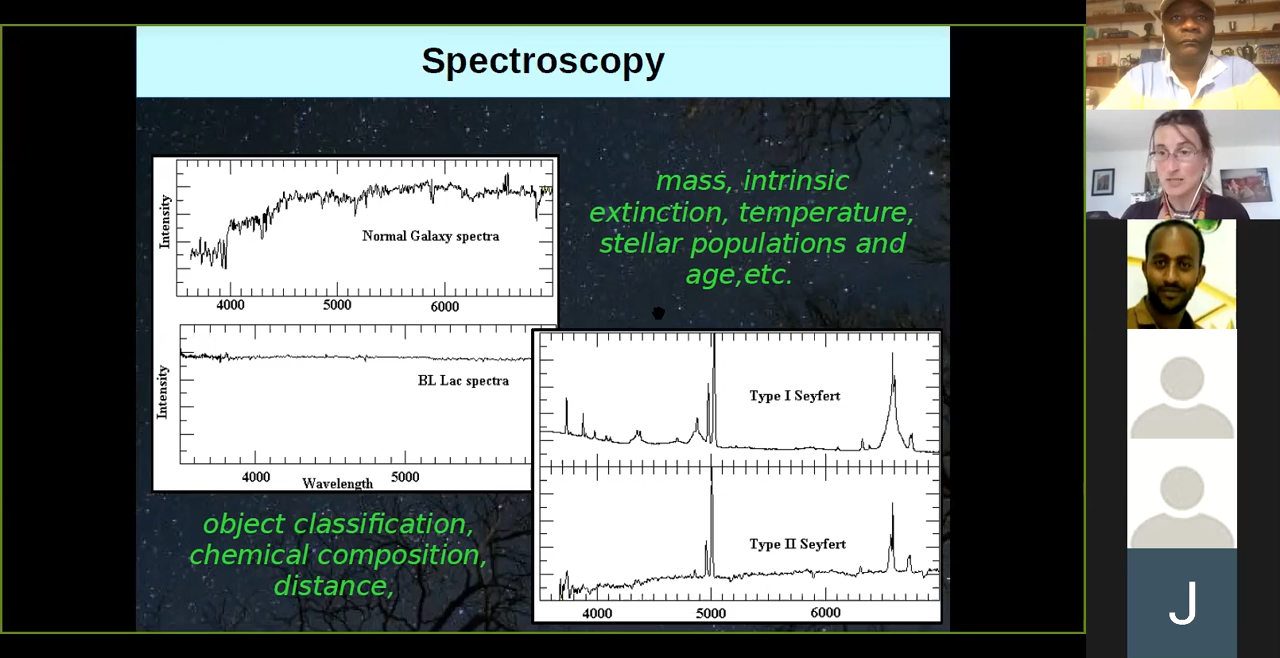 Spectroscopy
mass, intrinsic
extinction, temperature,
stellar populations and
age,etc.
Intensity
Normal Galaxy spectra
4000 5000 6000
Intensity
BL Lac spectra
4000 5000
Wavelength
Type I Seyfert
Type II Seyfert
4000 5000 6000
object classification,
chemical composition,
distance,
J